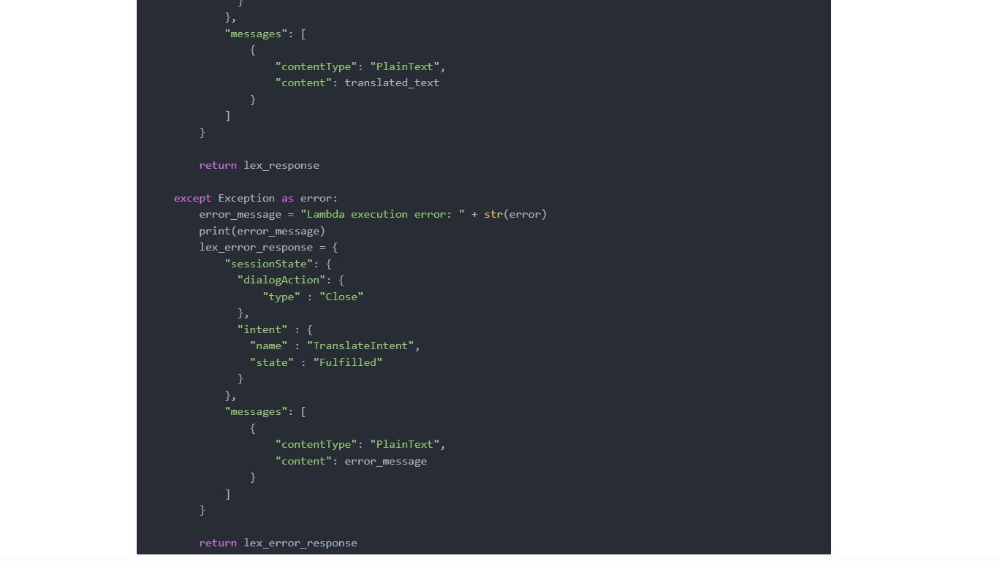 }
},
"messages": [
{
"contentType": "PlainText",
"content": translated_text
}
]
}
return lex_response
except Exception as error:
error_message = "Lambda execution error: " + str(error)
print(error_message)
lex_error_response = {
"sessionState": {
"dialogAction": {
"type" : "Close"
},
"intent" : {
"name" : "TranslateIntent",
"state" : "Fulfilled"
}
},
"messages": [
{
"contentType": "PlainText",
"content": error_message
}
]
}
return lex_error_response